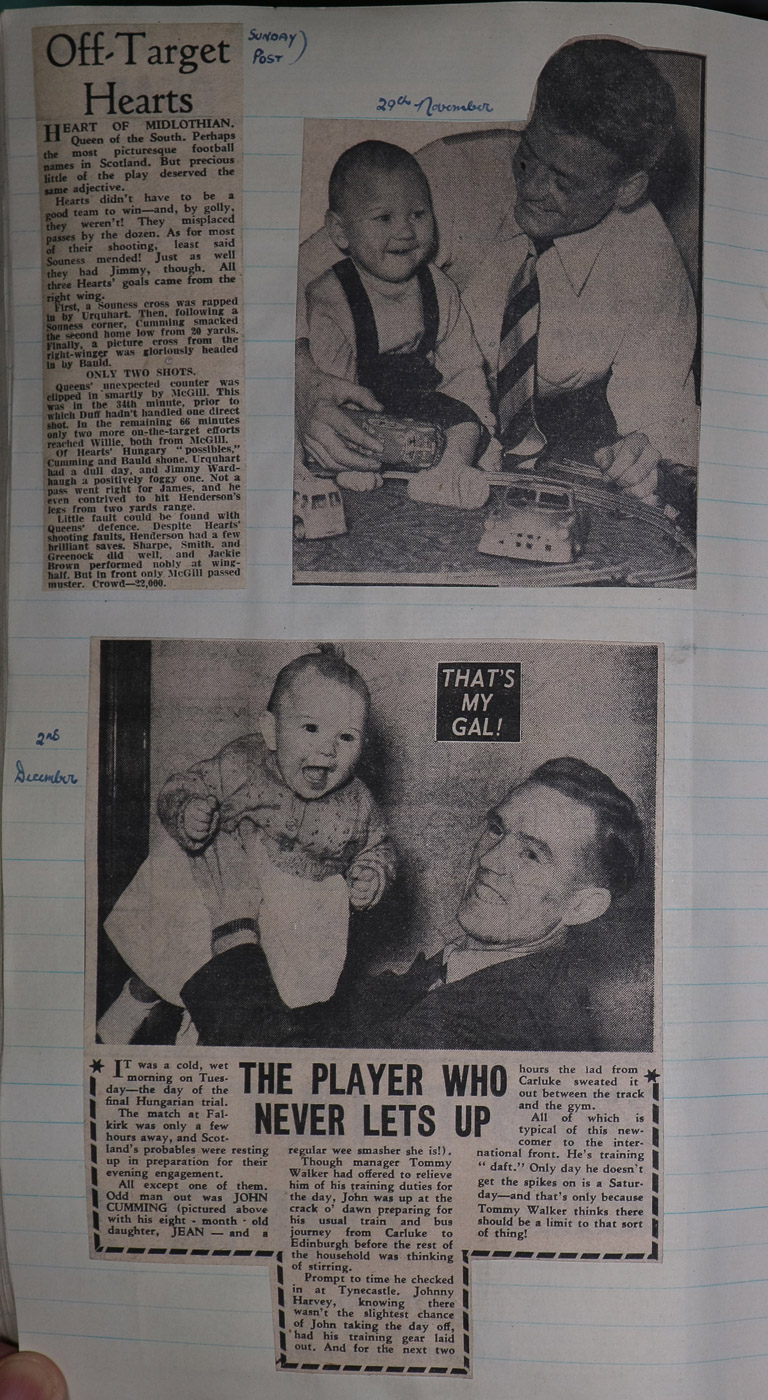 Off-Target
Hearts
SUNDAY)
POST
HEART OF MIDLOTHIAN.
Queen of the South. Perhaps
the most picturesque football
names in Scotland. But precious
little of the play deserved the
same adjective.
Hearts didn't have to be a
good team to win—and, by golly,
they weren't! They misplaced
passes by the dozen. As for most
of their shooting, least said
Souness mended! Just as well
they had Jimmy, though. All
three Hearts' goals came from the
right wing.
First, a Souness cross was rapped
in by Urquhart. Then, following a
Souness corner, Cumming smacked
the second home low from 20 yards.
Finally, a picture cross from the
right-winger was gloriously headed
in by Bauld.
ONLY TWO SHOTS.
Queens' unexpected counter was
clipped in smartly by McGill. This
was in the 34th minute, prior to
which Duff hadn't handled one direct
shot. In the remaining 66 minutes
only two more on-the-target efforts
reached Willie, both from McGill.
Of Hearts' Hungary "possibles,"
Cumming and Bauld shone. Urquhart
had a dull day, and Jimmy Ward-
haugh a positively foggy one. Not a
pass went right for James, and he
even contrived to hit Henderson's
legs from two yards range.
Little fault could be found with
Queens' defence. Despite Hearts'
shooting faults, Henderson had a few
brilliant saves. Sharpe, Smith, and
Greenock did well, and Jackie
Brown performed nobly at wing-
half. But in front only McGill passed
muster. Crowd—22,000.
29th November
2nd
December
THAT'S
MY
GAL!
THE PLAYER WHO
NEVER LETS UP
IT was a cold, wet
morning on Tues-
day—the day of the
final Hungarian trial.
The match at Fal-
kirk was only a few
hours away, and Scot-
land's probables were resting
up in preparation for their
evening engagement.
All except one of them.
Odd man out was JOHN
CUMMING (pictured above
with his eight-month-old
daughter, JEAN — and a
regular wee smasher she is!).
Though manager Tommy
Walker had offered to relieve
him of his training duties for
the day, John was up at the
crack o' dawn preparing for
his usual train and bus
journey from Carluke to
Edinburgh before the rest of
the household was thinking
of stirring.
Prompt to time he checked
in at Tynecastle. Johnny
Harvey, knowing there
wasn't the slightest chance
of John taking the day off,
had his training gear laid
out. And for the next two
hours the lad from
Carluke sweated it
out between the track
and the gym.
All of which is
typical of this new-
comer to the inter-
national front. He's training
"daft." Only day he doesn't
get the spikes on is a Satur-
day—and that's only because
Tommy Walker thinks there
should be a limit to that sort
of thing!